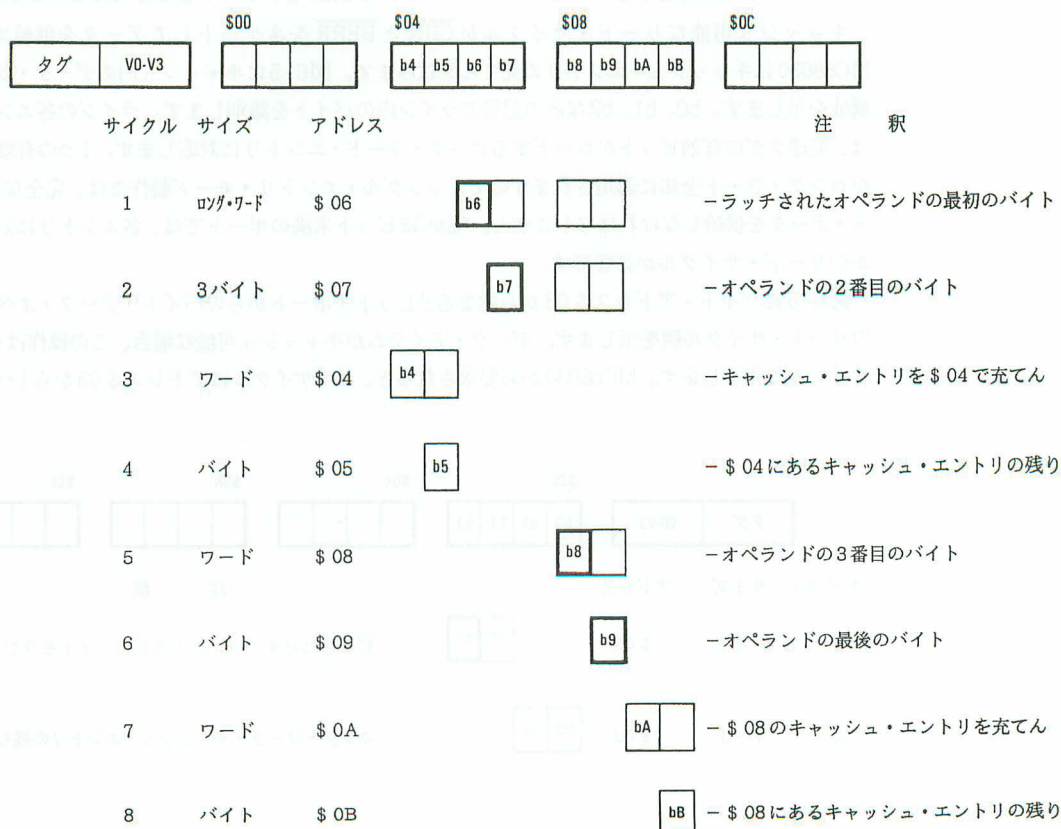 $00 $04 $08 $0C
タグ V0-V3 b4 b5 b6 b7 b8 b9 bA bB
サイクル サイズ アドレス 注 釈
1 ロング・ワード $ 06 b6 −ラッチされたオペランドの最初のバイト
2 3バイト $ 07 b7 −オペランドの2番目のバイト
3 ワード $ 04 b4 −キャッシュ・エントリを$ 04で充てん
4 バイト $ 05 b5 −$ 04にあるキャッシュ・エントリの残り
5 ワード $ 08 b8 −オペランドの3番目のバイト
6 バイト $ 09 b9 −オペランドの最後のバイト
7 ワード $ 0A bA −$ 08のキャッシュ・エントリを充てん
8 バイト $ 0B bB −$ 08にあるキャッシュ・エントリの残り